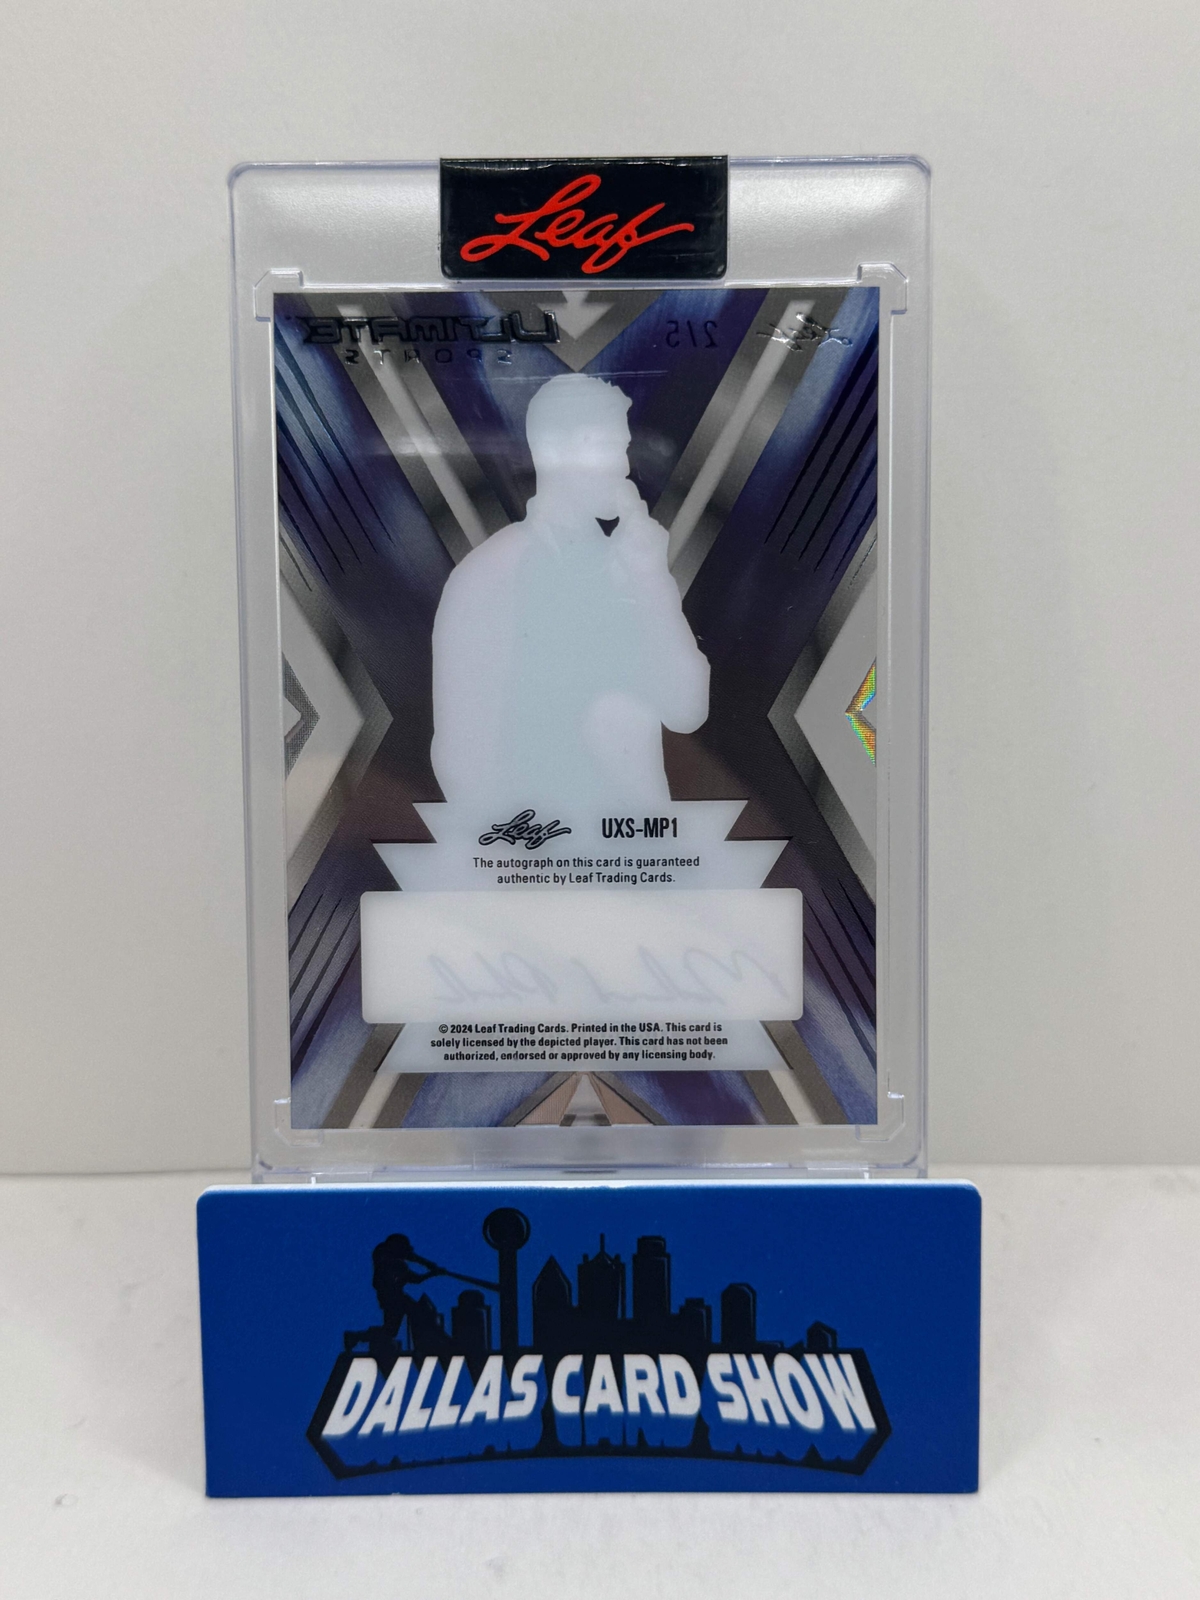 Leaf
ULTIMATE 2/5 Leaf
SPORTS
Leaf UXS-MP1
The autograph on this card is guaranteed
authentic by Leaf Trading Cards.
© 2024 Leaf Trading Cards. Printed in the USA. This card is
solely licensed by the depicted player. This card has not been
authorized, endorsed or approved by any licensing body.
DALLAS CARD SHOW